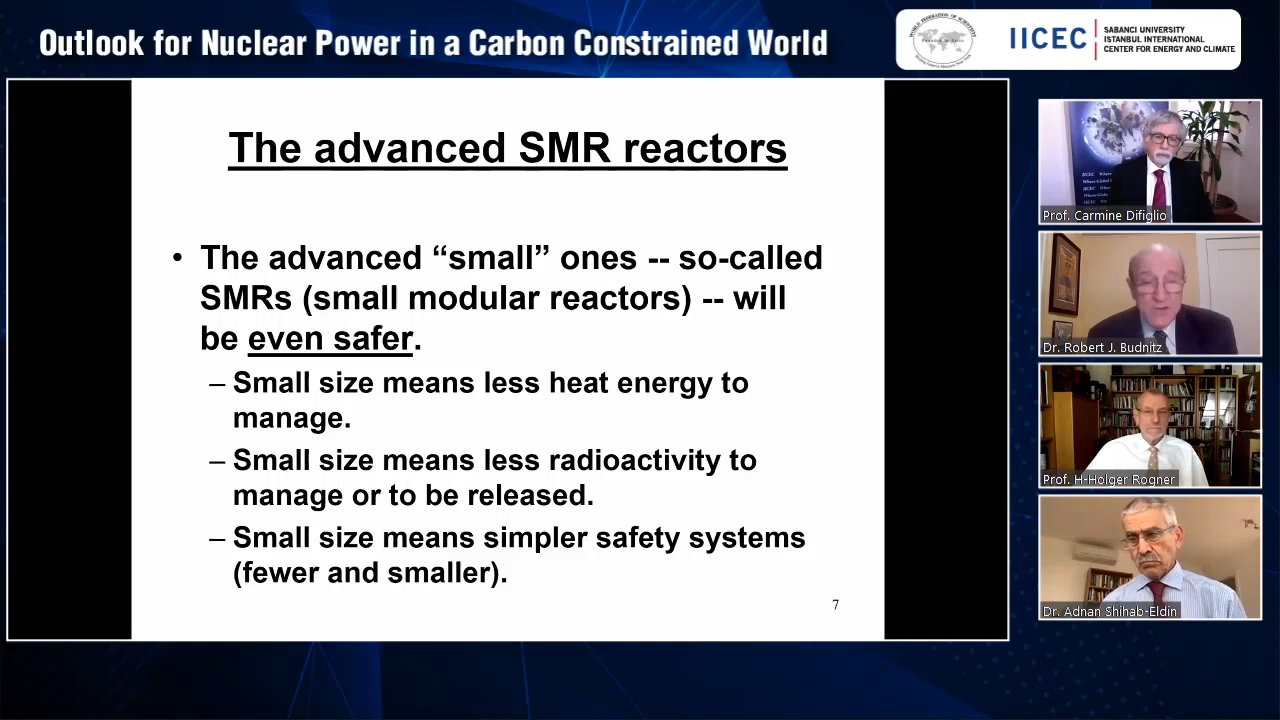 Outlook for Nuclear Power in a Carbon Constrained World
IICEC
SABANCI UNIVERSITY
ISTANBUL INTERNATIONAL
CENTER FOR ENERGY AND CLIMATE
The advanced SMR reactors
• The advanced “small” ones -- so-called
SMRs (small modular reactors) -- will
be even safer.
– Small size means less heat energy to
manage.
– Small size means less radioactivity to
manage or to be released.
– Small size means simpler safety systems
(fewer and smaller).
7
Prof. Carmine Difiglio
Dr. Robert J. Budnitz
Prof. H-Holger Rogner
Dr. Adnan Shihab-Eldin